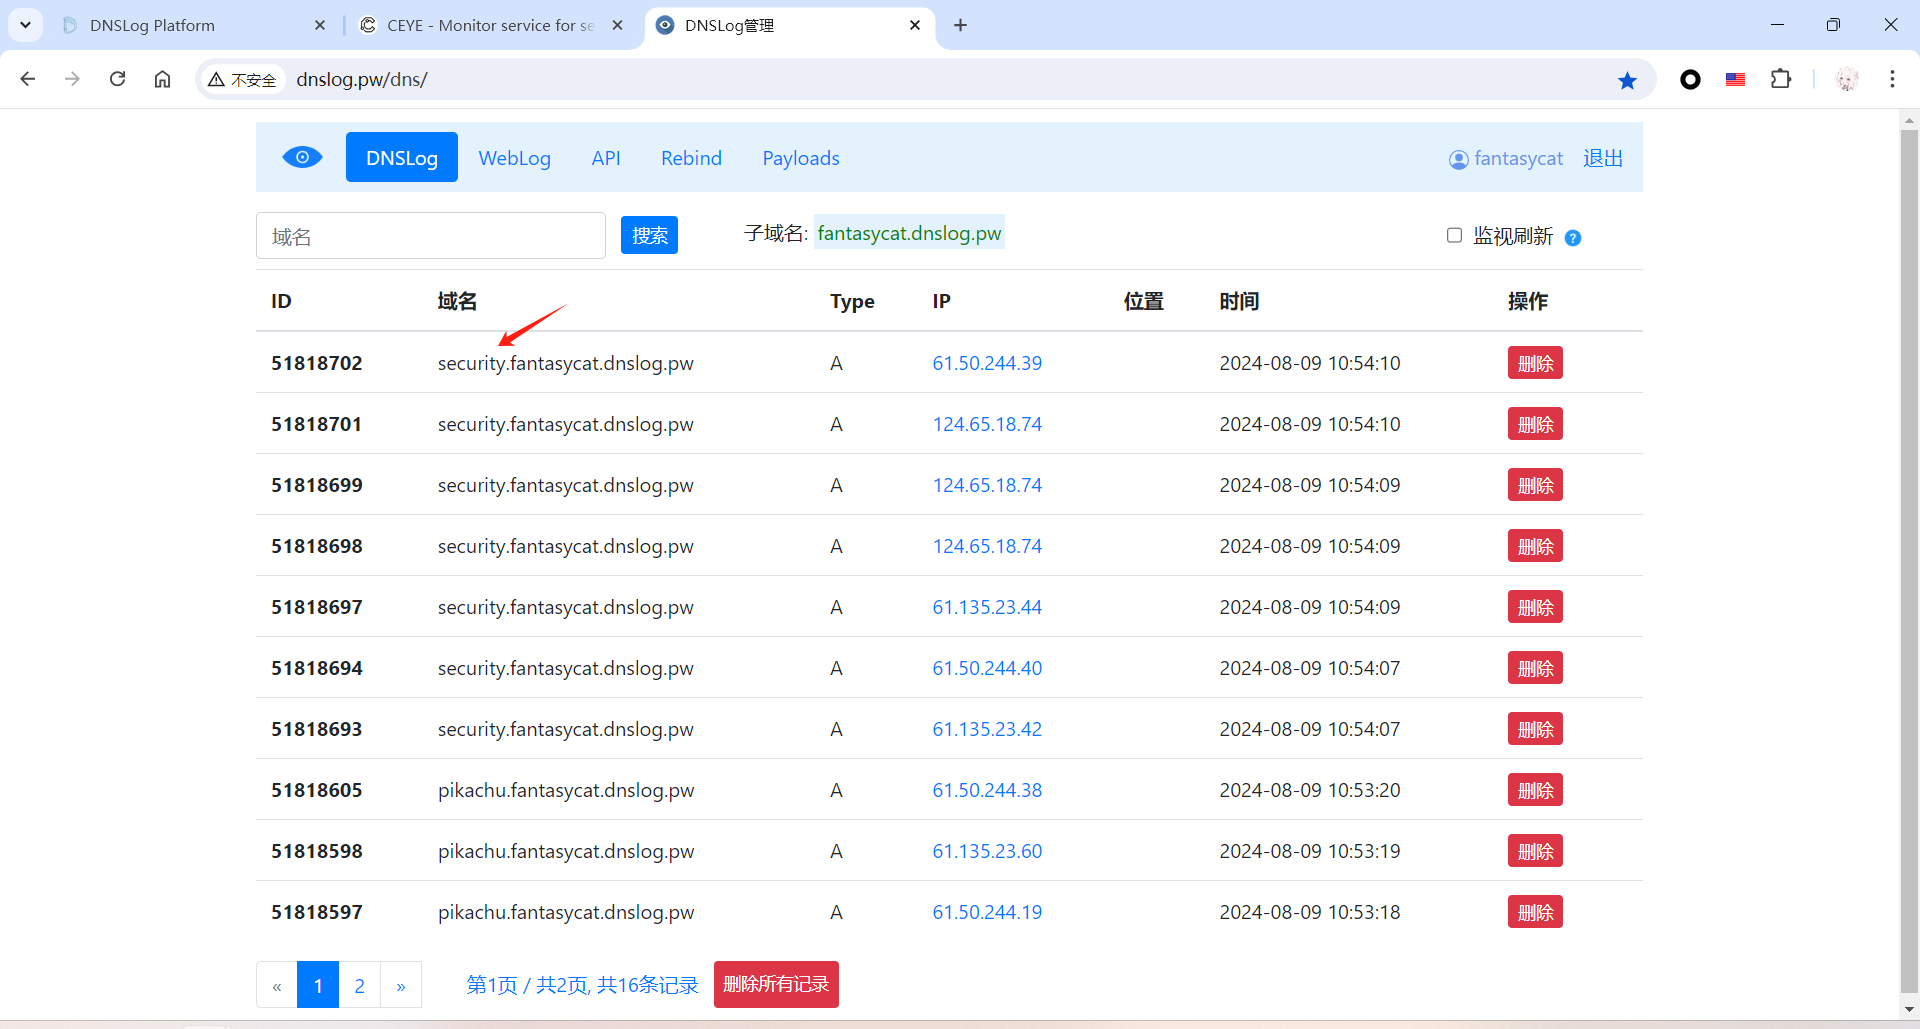 DNSLog Platform
CEYE - Monitor service for se
DNSLog管理
不安全 dnslog.pw/dns/
DNSLog WebLog API Rebind Payloads fantasycat 退出
域名 搜索 子域名: fantasycat.dnslog.pw 监视刷新 ?
ID 域名 Type IP 位置 时间 操作
51818702 security.fantasycat.dnslog.pw A 61.50.244.39 2024-08-09 10:54:10 删除
51818701 security.fantasycat.dnslog.pw A 124.65.18.74 2024-08-09 10:54:10 删除
51818699 security.fantasycat.dnslog.pw A 124.65.18.74 2024-08-09 10:54:09 删除
51818698 security.fantasycat.dnslog.pw A 124.65.18.74 2024-08-09 10:54:09 删除
51818697 security.fantasycat.dnslog.pw A 61.135.23.44 2024-08-09 10:54:09 删除
51818694 security.fantasycat.dnslog.pw A 61.50.244.40 2024-08-09 10:54:07 删除
51818693 security.fantasycat.dnslog.pw A 61.135.23.42 2024-08-09 10:54:07 删除
51818605 pikachu.fantasycat.dnslog.pw A 61.50.244.38 2024-08-09 10:53:20 删除
51818598 pikachu.fantasycat.dnslog.pw A 61.135.23.60 2024-08-09 10:53:19 删除
51818597 pikachu.fantasycat.dnslog.pw A 61.50.244.19 2024-08-09 10:53:18 删除
« 1 2 » 第1页 / 共2页, 共16条记录 删除所有记录